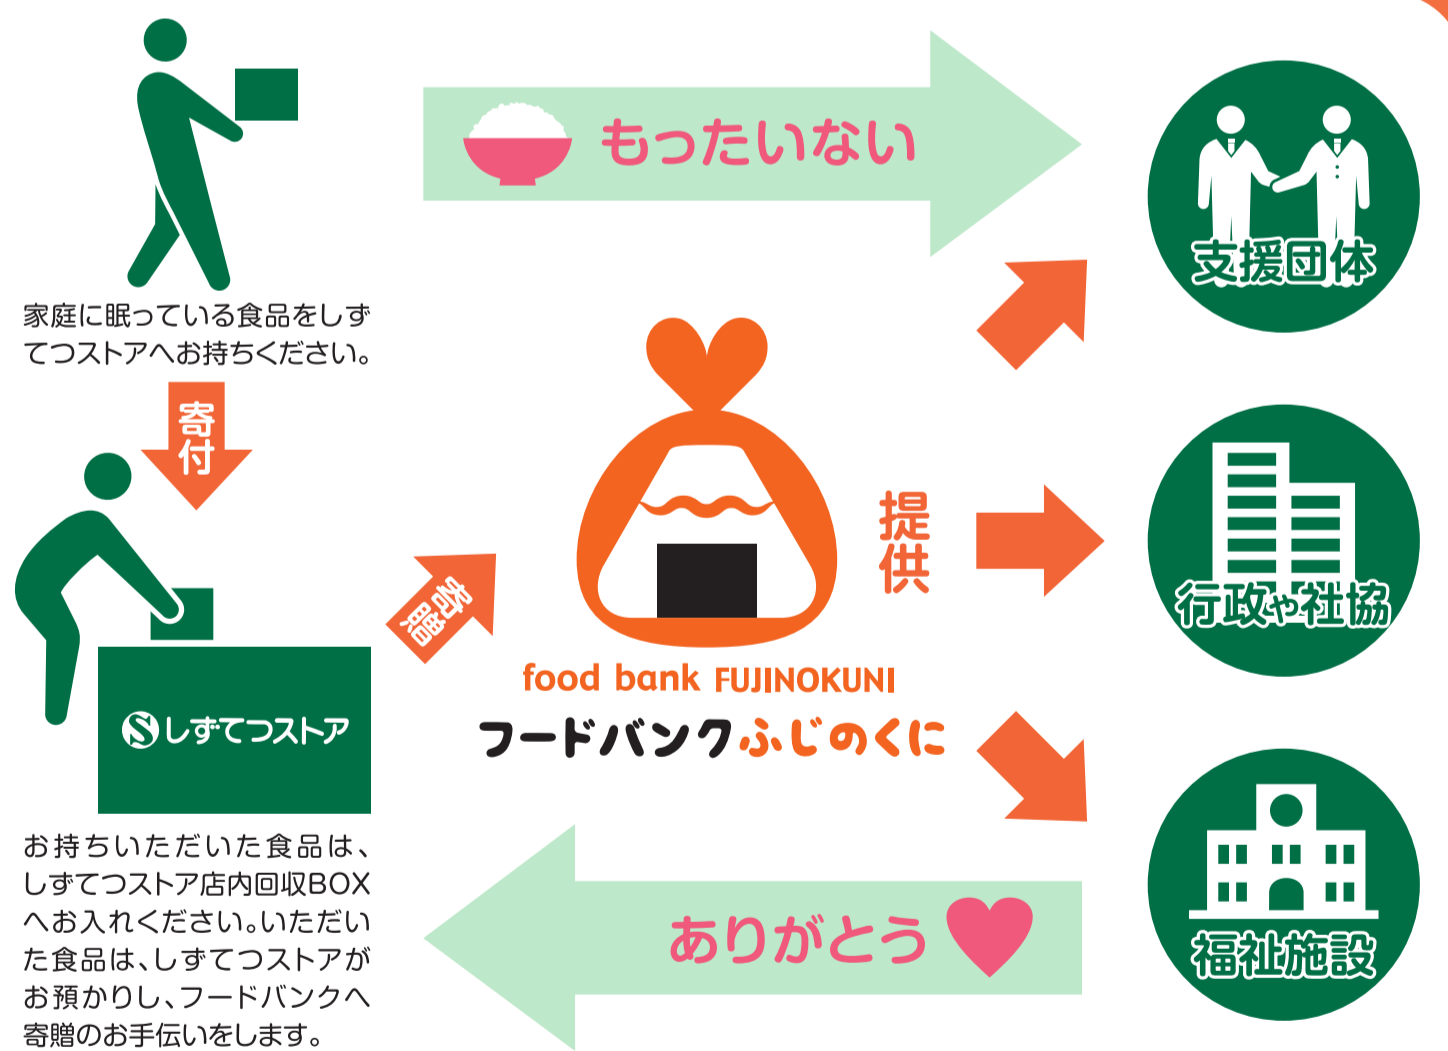 もったいない
支援団体
家庭に眠っている食品をしず
てつストアへお持ちください。
寄付
提供
行政や社協
寄贈
food bank FUJINOKUNI
フードバンクふじのくに
Sしずてつストア
お持ちいただいた食品は、
しずてつストア店内回収BOX
へお入れください。いただい
た食品は、しずてつストアが
お預かりし、フードバンクへ
寄贈のお手伝いをします。
ありがとう
福祉施設